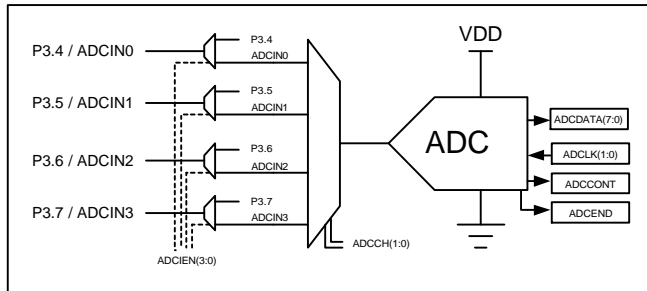 P3.4 / ADCIN0
P3.4
ADCIN0
VDD
P3.5 / ADCIN1
P3.5
ADCIN1
ADC
ADCDATA(7:0)
ADCLK(1:0)
P3.6 / ADCIN2
P3.6
ADCIN2
ADCCONT
P3.7 / ADCIN3
P3.7
ADCIN3
ADCEND
ADCCH(1:0)
ADCIEN(3:0)